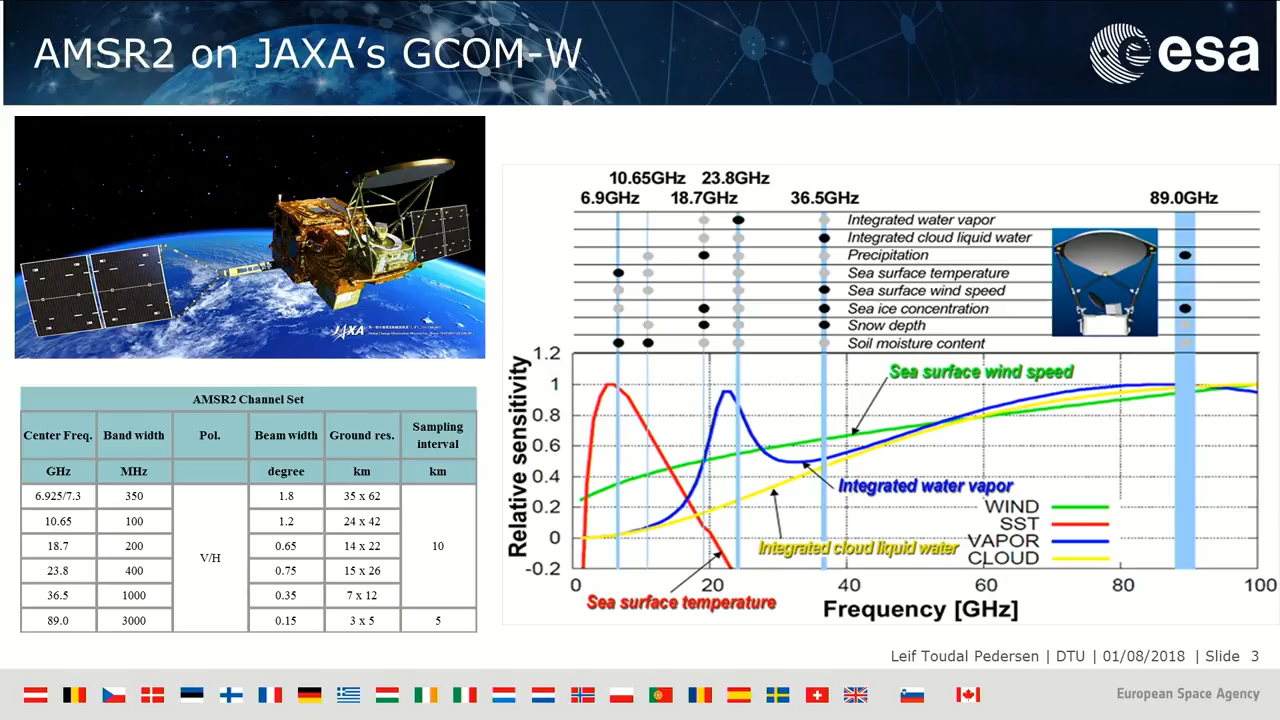 AMSR2 on JAXA's GCOM-W
esa
JAXA
AMSR2 Channel Set
Center Freq. Band width Pol. Beam width Ground res. Sampling interval
GHz MHz degree km km
6.925/7.3 350 1.8 35 x 62
10.65 100 1.2 24 x 42
18.7 200 0.65 14 x 22
10
V/H
23.8 400 0.75 15 x 26
36.5 1000 0.35 7 x 12
89.0 3000 0.15 3 x 5 5
10.65GHz 23.8GHz
6.9GHz 18.7GHz 36.5GHz 89.0GHz
Integrated water vapor
Integrated cloud liquid water
Precipitation
Sea surface temperature
Sea surface wind speed
Sea ice concentration
Snow depth
Soil moisture content
Relative sensitivity
1.2
1
0.8
0.6
0.4
0.2
0
-0.2
Sea surface wind speed
Integrated water vapor
Integrated cloud liquid water
Sea surface temperature
WIND
SST
VAPOR
CLOUD
0 20 40 60 80 100
Frequency [GHz]
Leif Toudal Pedersen | DTU | 01/08/2018 | Slide 3
European Space Agency